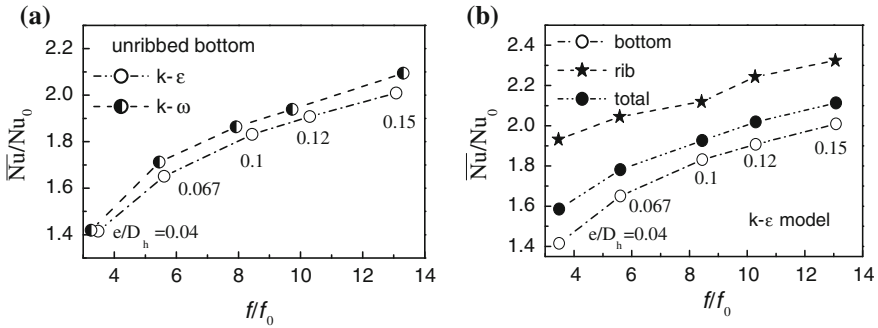 (a)
unribbed bottom
k-ε
k-ω
2.2
2.0
1.8
1.6
1.4
Nu/Nu0
0.15
0.12
0.1
0.067
e/Dh =0.04
4 6 8 10 12 14
f/f0
(b)
bottom
rib
total
2.4
2.2
2.0
1.8
1.6
1.4
Nu/Nu0
0.15
0.12
0.1
0.067
e/Dh =0.04
k-ε model
4 6 8 10 12 14
f/f0